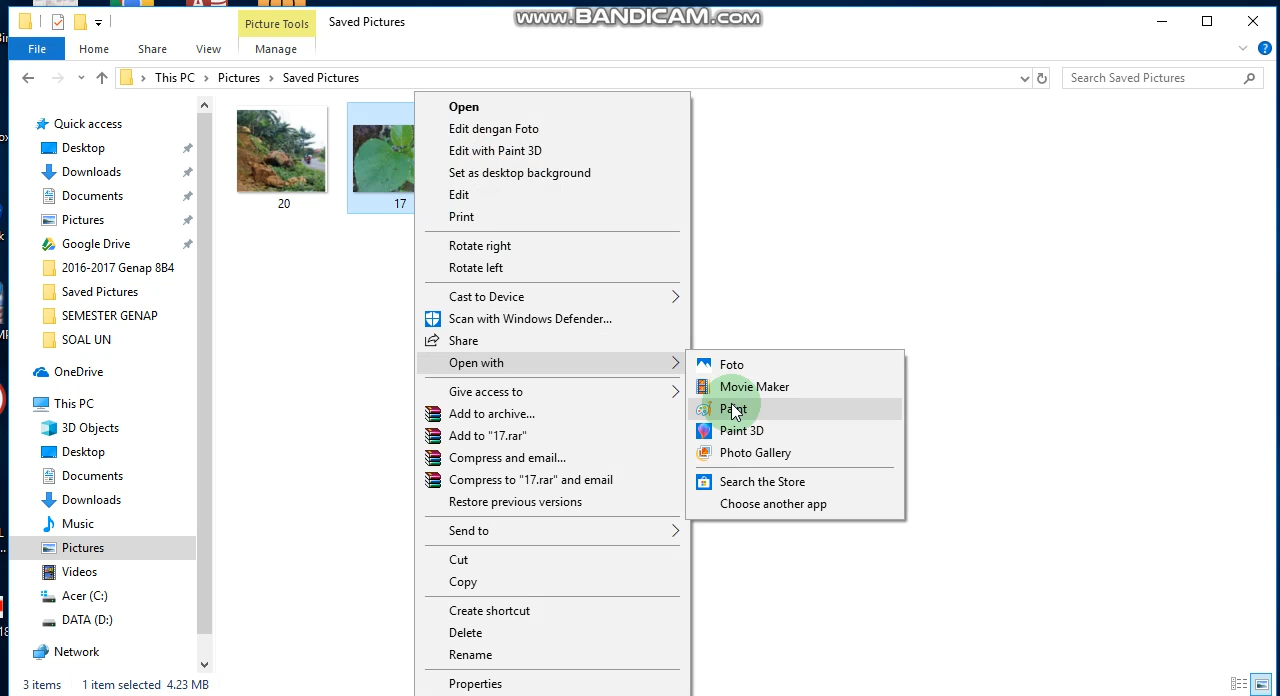 www.BANDICAM.com
Picture Tools
Saved Pictures
File
Home
Share
View
Manage
This PC
Pictures
Saved Pictures
Search Saved Pictures
Quick access
Desktop
Downloads
Documents
Pictures
Google Drive
2016-2017 Genap 8B4
Saved Pictures
SEMESTER GENAP
SOAL UN
OneDrive
This PC
3D Objects
Desktop
Documents
Downloads
Music
Pictures
Videos
Acer (C:)
DATA (D:)
Network
20
17
Open
Edit dengan Foto
Edit with Paint 3D
Set as desktop background
Edit
Print
Rotate right
Rotate left
Cast to Device
Scan with Windows Defender...
Share
Open with
Give access to
Add to archive...
Add to "17.rar"
Compress and email...
Compress to "17.rar" and email
Restore previous versions
Send to
Cut
Copy
Create shortcut
Delete
Rename
Properties
Foto
Movie Maker
Paint
Paint 3D
Photo Gallery
Search the Store
Choose another app
3 items
1 item selected 4.23 MB